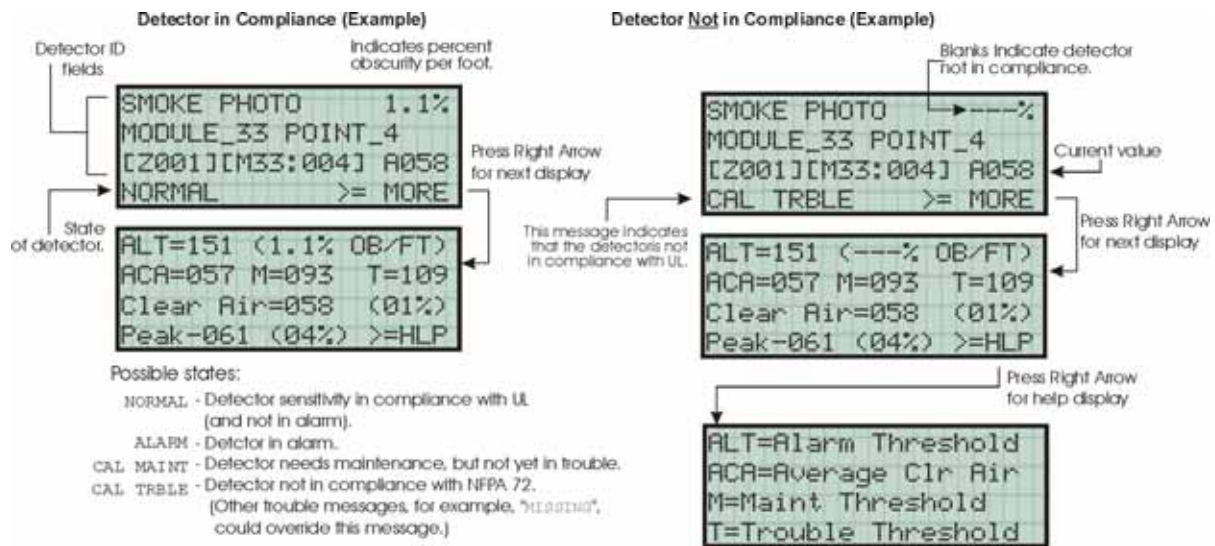 Detector in Compliance (Example)
Detector ID
fields
Indicates percent
obscurity per foot.
SMOKE PHOTO 1.1%
MODULE_33 POINT_4
[Z001][M33:004] A058
NORMAL >= MORE
Press Right Arrow
for next display
State
of detector.
ALT=151 (1.1% OB/FT)
ACA=057 M=093 T=109
Clear Air=058 (01%)
Peak-061 (04%) >=HLP
Possible states:
NORMAL - Detector sensitivity in compliance with UL
(and not in alarm).
ALARM - Detctor in alarm.
CAL MAINT - Detector needs maintenance, but not yet in trouble.
CAL TRBLE - Detector not in compliance with NFPA 72.
(Other trouble messages, for example, "MISSING",
could override this message.)
Detector Not in Compliance (Example)
Blanks Indicate detector
not in compliance.
SMOKE PHOTO ---%
MODULE_33 POINT_4
[Z001][M33:004] A058
CAL TRBLE >= MORE
Current value
This message indicates
that the detector is not
in compliance with UL.
Press Right Arrow
for next display
ALT=151 (---% OB/FT)
ACA=057 M=093 T=109
Clear Air=058 (01%)
Peak-061 (04%) >=HLP
Press Right Arrow
for help display
ALT=Alarm Threshold
ACA=Average Clr Air
M=Maint Threshold
T=Trouble Threshold